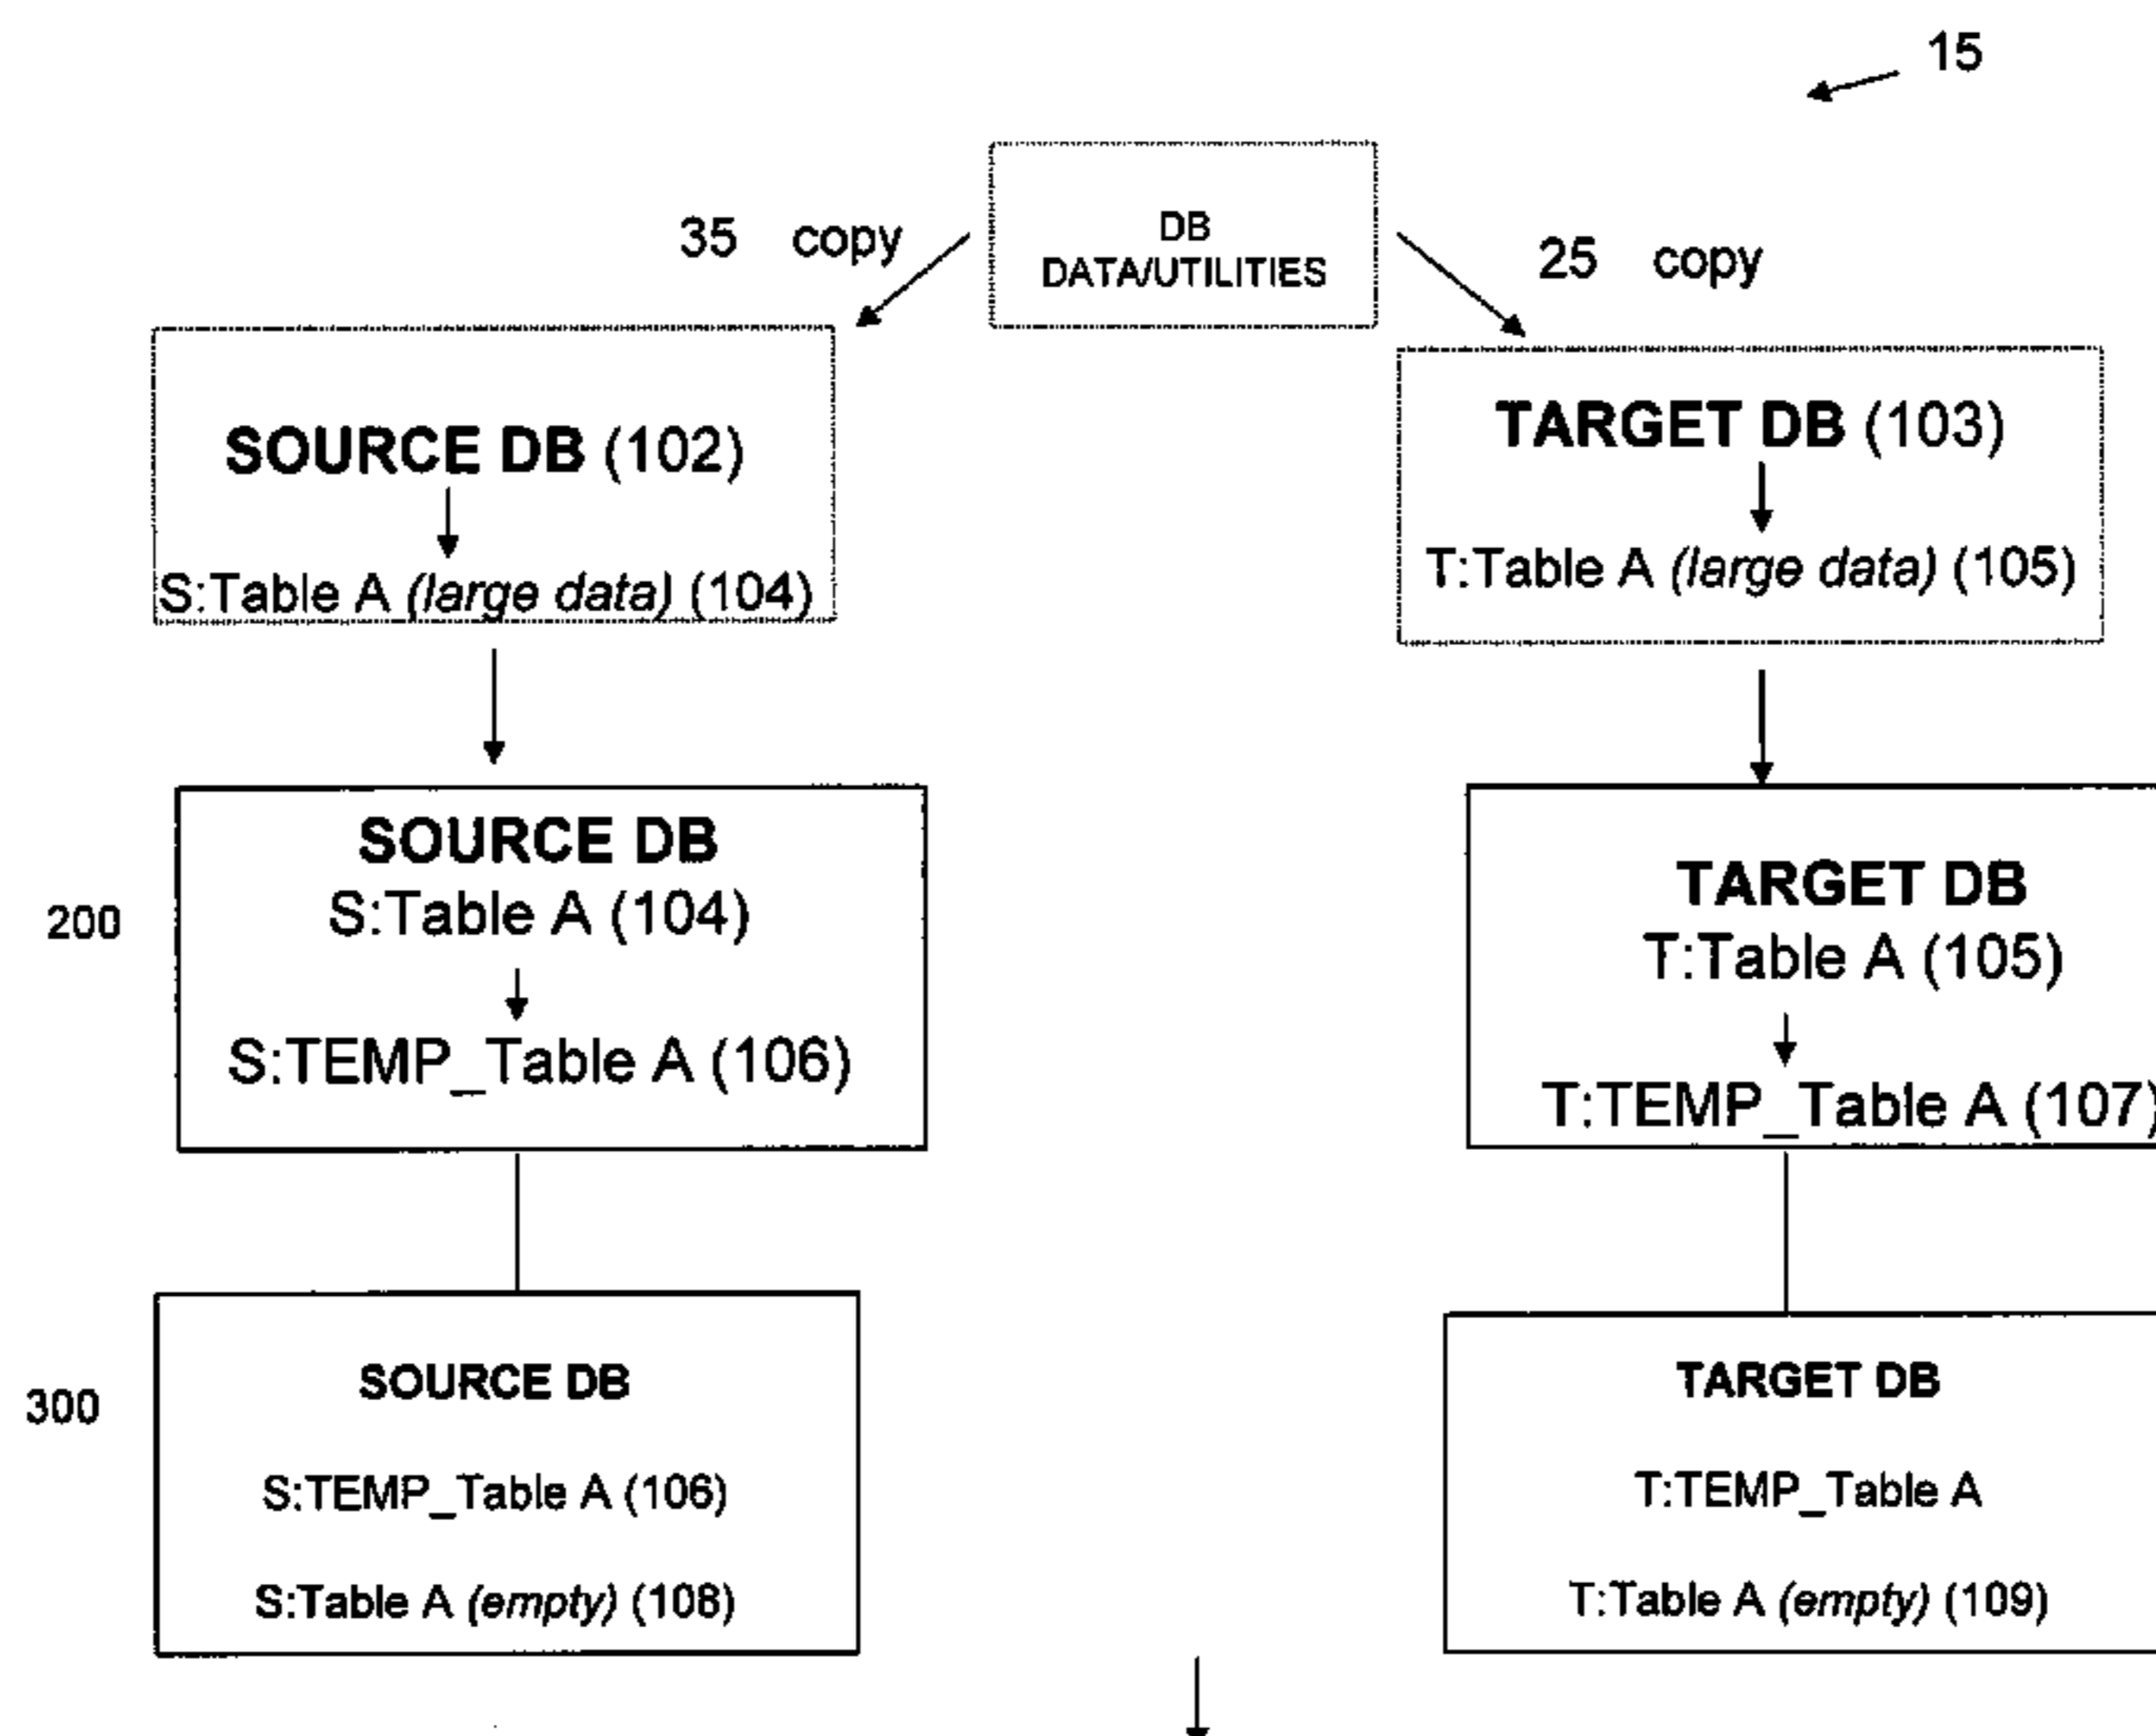 15
35 copy
DB
DATA/UTILITIES
25 copy
SOURCE DB (102)
S:Table A (large data) (104)
TARGET DB (103)
T:Table A (large data) (105)
200
SOURCE DB
S:Table A (104)
S:TEMP_Table A (106)
TARGET DB
T:Table A (105)
T:TEMP_Table A (107)
300
SOURCE DB
S:TEMP_Table A (106)
S:Table A (empty) (108)
TARGET DB
T:TEMP_Table A
T:Table A (empty) (109)